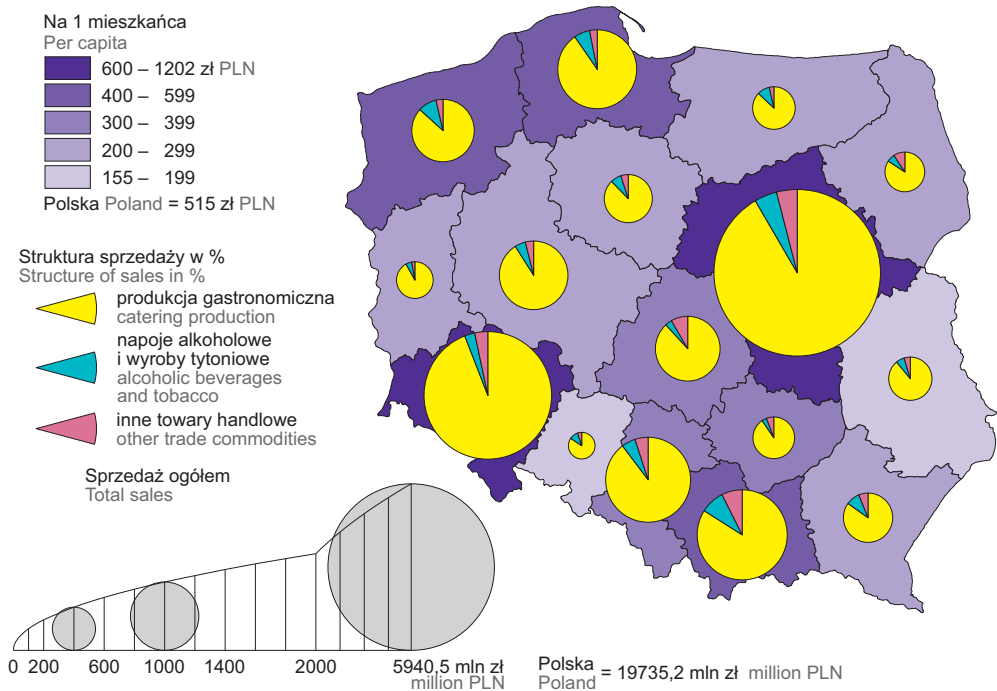 Na 1 mieszkańca
Per capita
600 – 1202 zł PLN
400 – 599
300 – 399
200 – 299
155 – 199
Polska Poland = 515 zł PLN
Struktura sprzedaży w %
Structure of sales in %
produkcja gastronomiczna
catering production
napoje alkoholowe
i wyroby tytoniowe
alcoholic beverages
and tobacco
inne towary handlowe
other trade commodities
Sprzedaż ogółem
Total sales
0 200 600 1000 1400 2000 5940,5 mln zł
million PLN
Polska
Poland = 19735,2 mln zł million PLN